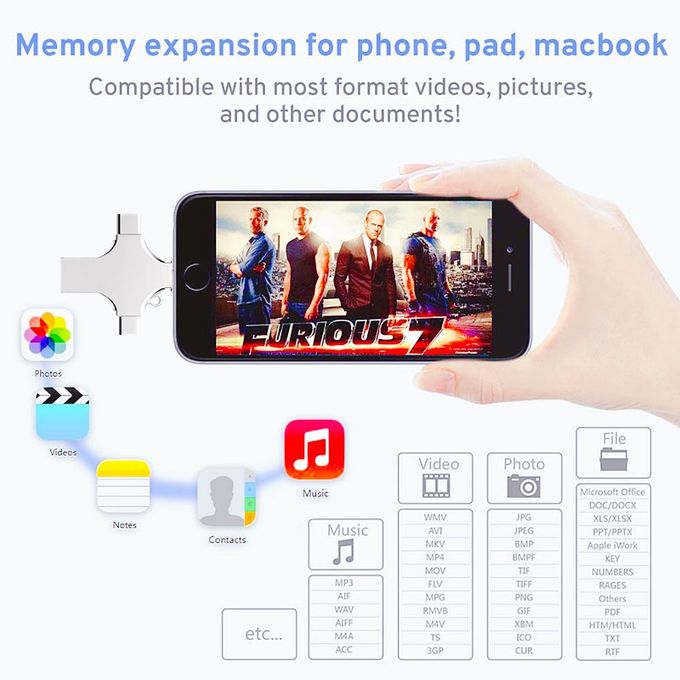 Memory expansion for phone, pad, macbook
Compatible with most format videos, pictures,
and other documents!
FURIOUS 7
Photos
Videos
Notes
Contacts
Music
etc...
Music
MP3
AIF
WAV
AIFF
M4A
ACC
Video
WMV
AVI
MKV
MP4
MOV
FLV
MPG
RMVB
M4V
TS
3GP
Photo
JPG
JPEG
BMP
BMPF
TIF
TIFF
PNG
GIF
XBM
ICO
CUR
File
Microsoft Office
DOC/DOCX
XLS/XLSX
PPT/PPTX
Apple iWork
KEY
NUMBERS
RAGES
Others
PDF
HTM/HTML
TXT
RTF